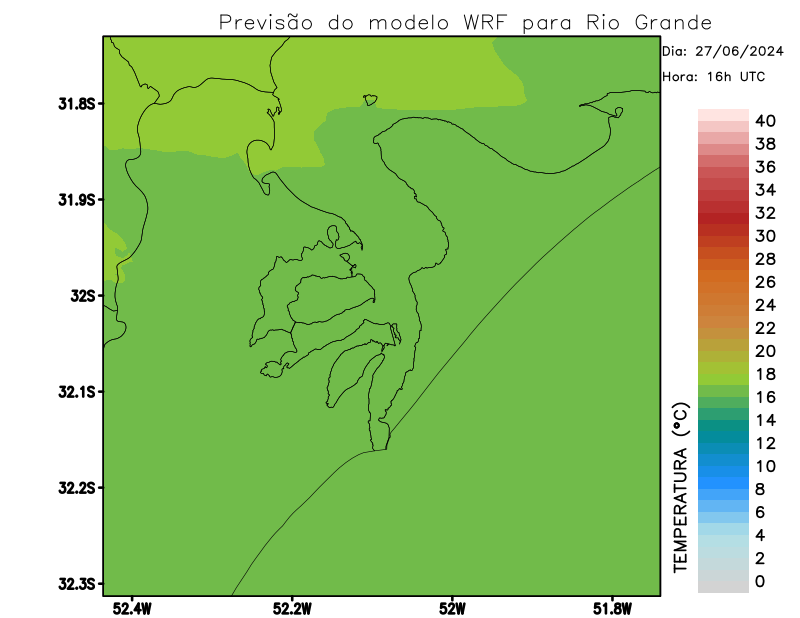 Previsão do modelo WRF para Rio Grande
Dia: 27/06/2024
Hora: 16h UTC
31.8S
31.9S
32S
32.1S
32.2S
32.3S
52.4W
52.2W
52W
51.8W
TEMPERATURA (°C)
40
38
36
34
32
30
28
26
24
22
20
18
16
14
12
10
8
6
4
2
0